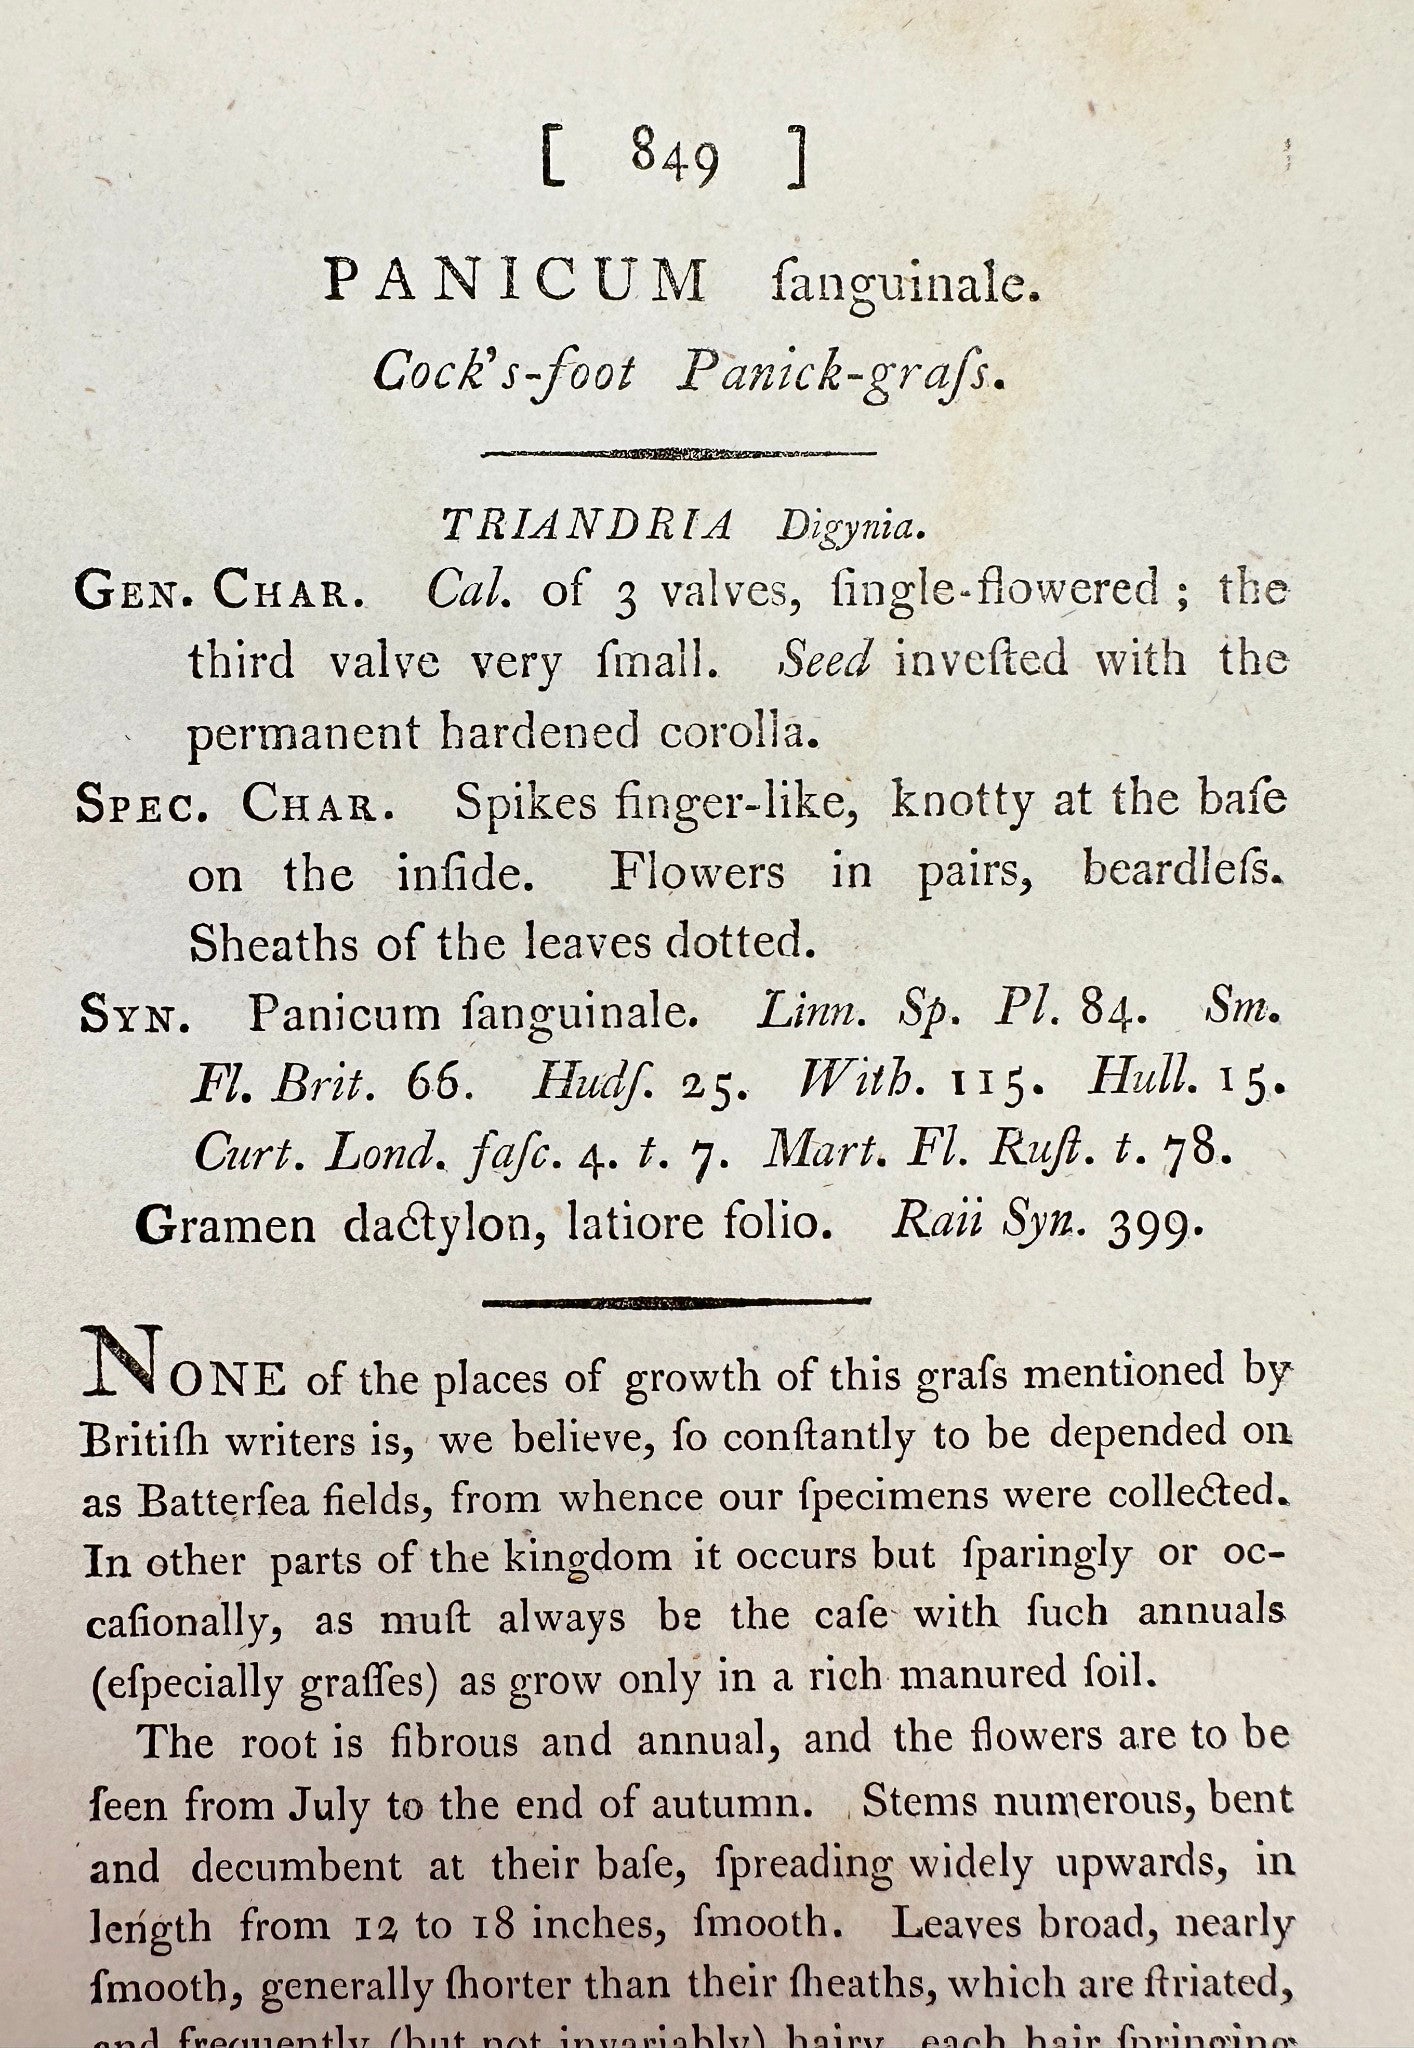 [ 849 ]
PANICUM ſanguinale.
Cock's-foot Panick-graſs.
TRIANDRIA Digynia.
GEN. CHAR. Cal. of 3 valves, ſingle-flowered ; the
third valve very ſmall. Seed inveſted with the
permanent hardened corolla.
SPEC. CHAR. Spikes finger-like, knotty at the baſe
on the inſide. Flowers in pairs, beardleſs.
Sheaths of the leaves dotted.
SYN. Panicum ſanguinale. Linn. Sp. Pl. 84. Sm.
Fl. Brit. 66. Hudſ. 25. With. 115. Hull. 15.
Curt. Lond. faſc. 4. t. 7. Mart. Fl. Ruſt. t. 78.
Gramen dactylon, latiore folio. Raii Syn. 399.
NONE of the places of growth of this graſs mentioned by
Britiſh writers is, we believe, ſo conſtantly to be depended on
as Batterſea fields, from whence our ſpecimens were collected.
In other parts of the kingdom it occurs but ſparingly or oc-
caſionally, as muſt always be the caſe with ſuch annuals
(eſpecially graſſes) as grow only in a rich manured ſoil.
The root is fibrous and annual, and the flowers are to be
ſeen from July to the end of autumn. Stems numerous, bent
and decumbent at their baſe, ſpreading widely upwards, in
length from 12 to 18 inches, ſmooth. Leaves broad, nearly
ſmooth, generally ſhorter than their ſheaths, which are ſtriated,
and frequently (but not invariably) hairy, each hair ſpringing